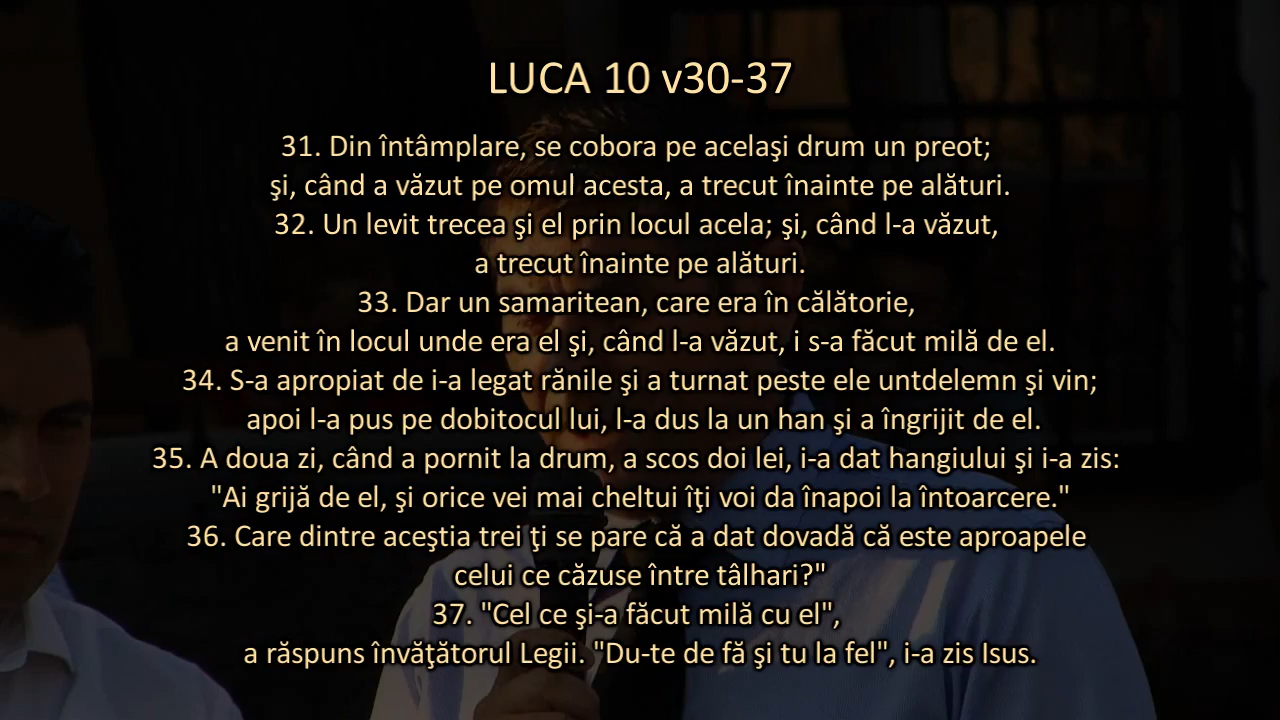 LUCA 10 v30-37
31. Din întâmplare, se cobora pe acelaşi drum un preot;
şi, când a văzut pe omul acesta, a trecut înainte pe alături.
32. Un levit trecea şi el prin locul acela; şi, când l-a văzut,
a trecut înainte pe alături.
33. Dar un samaritean, care era în călătorie,
a venit în locul unde era el şi, când l-a văzut, i s-a făcut milă de el.
34. S-a apropiat de i-a legat rănile şi a turnat peste ele untdelemn şi vin;
apoi l-a pus pe dobitocul lui, l-a dus la un han şi a îngrijit de el.
35. A doua zi, când a pornit la drum, a scos doi lei, i-a dat hangiului şi i-a zis:
"Ai grijă de el, şi orice vei mai cheltui îţi voi da înapoi la întoarcere."
36. Care dintre aceştia trei ţi se pare că a dat dovadă că este aproapele
celui ce căzuse între tâlhari?"
37. "Cel ce şi-a făcut milă cu el",
a răspuns învăţătorul Legii. "Du-te de fă şi tu la fel", i-a zis Isus.